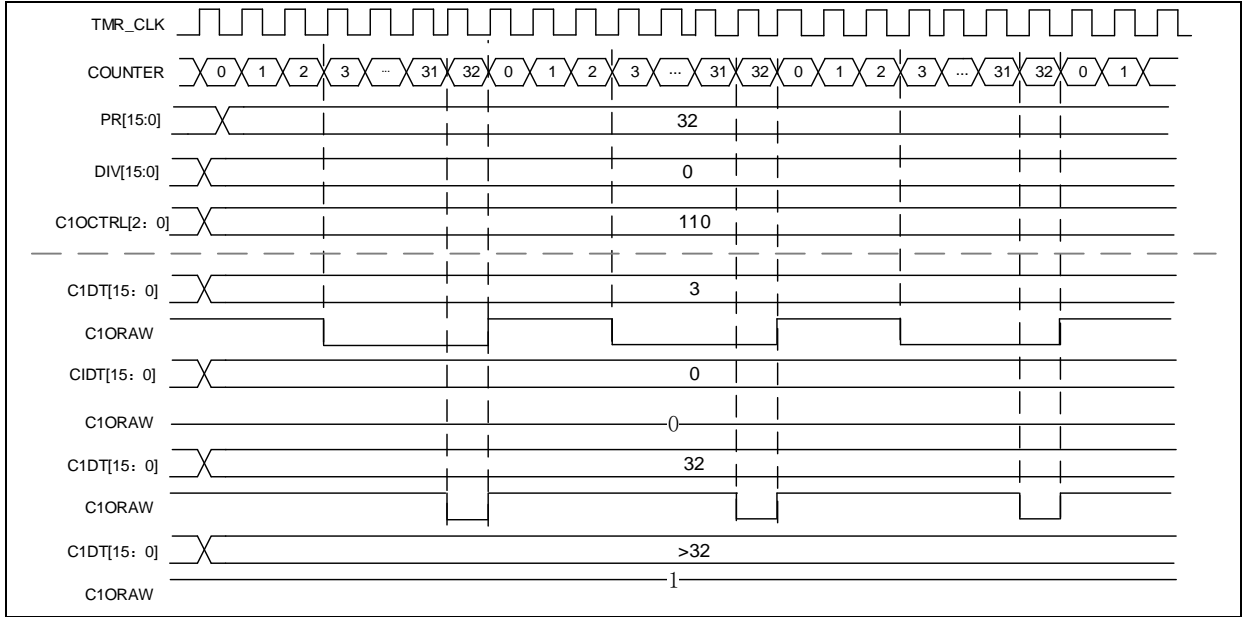 TMR_CLK
COUNTER 0 1 2 3 ... 31 32 0 1 2 3 ... 31 32 0 1 2 3 ... 31 32 0 1
PR[15:0] 32
DIV[15:0] 0
C1OCTRL[2：0] 110
C1DT[15：0] 3
C1ORAW
CIDT[15：0] 0
C1ORAW 0
C1DT[15：0] 32
C1ORAW
C1DT[15：0] >32
C1ORAW 1